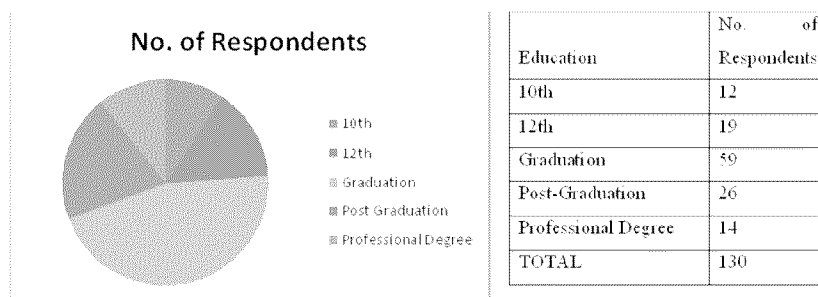 No. of Respondents
10th
12th
Graduation
Post Graduation
Professional Degree
Education No. of Respondents
10th 12
12th 19
Graduation 59
Post-Graduation 26
Professional Degree 14
TOTAL 130